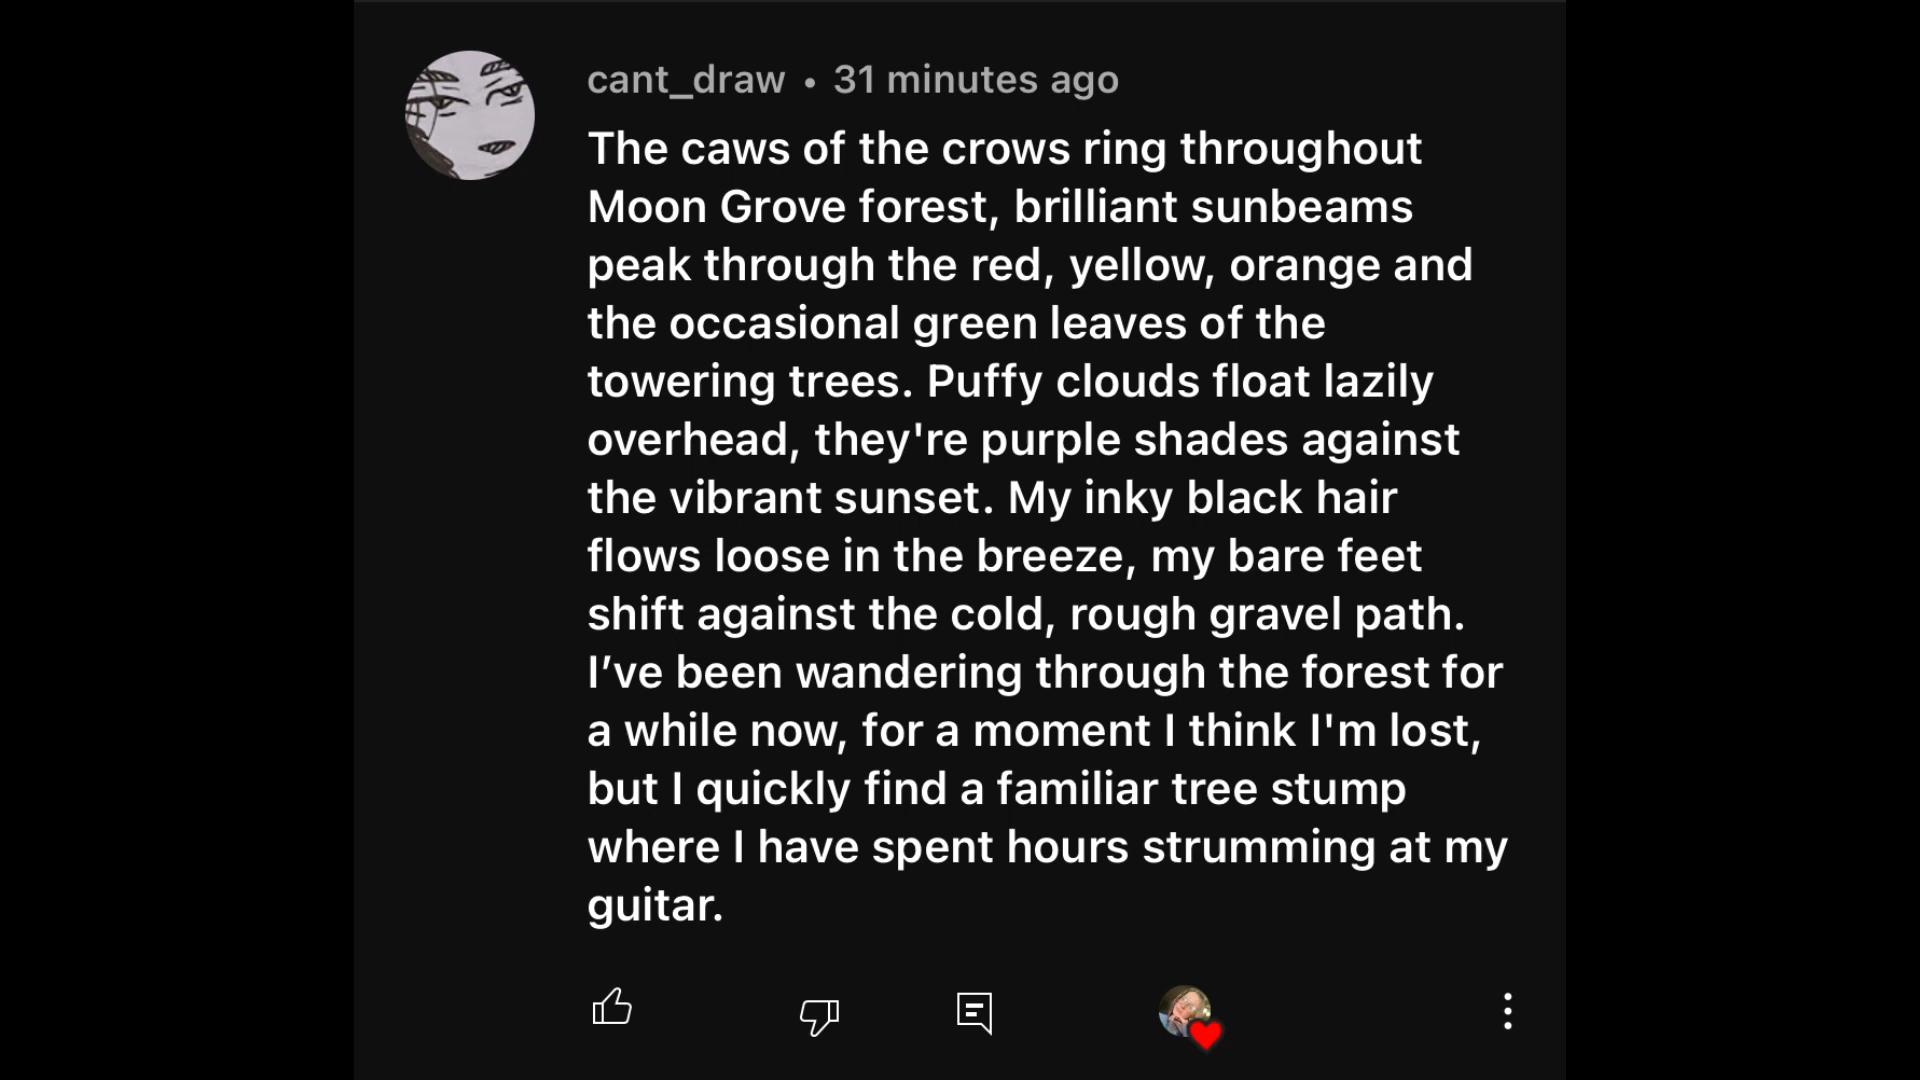 cant_draw • 31 minutes ago
The caws of the crows ring throughout
Moon Grove forest, brilliant sunbeams
peak through the red, yellow, orange and
the occasional green leaves of the
towering trees. Puffy clouds float lazily
overhead, they're purple shades against
the vibrant sunset. My inky black hair
flows loose in the breeze, my bare feet
shift against the cold, rough gravel path.
I’ve been wandering through the forest for
a while now, for a moment I think I'm lost,
but I quickly find a familiar tree stump
where I have spent hours strumming at my
guitar.